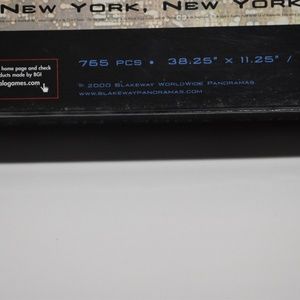 New York, New York
home page and check
ducts made by BGI
alogames.com
765 PCS • 38.25" X 11.25" /
© 2000 Blakeway WorldWide Panoramas
www.blakewaypanoramas.com